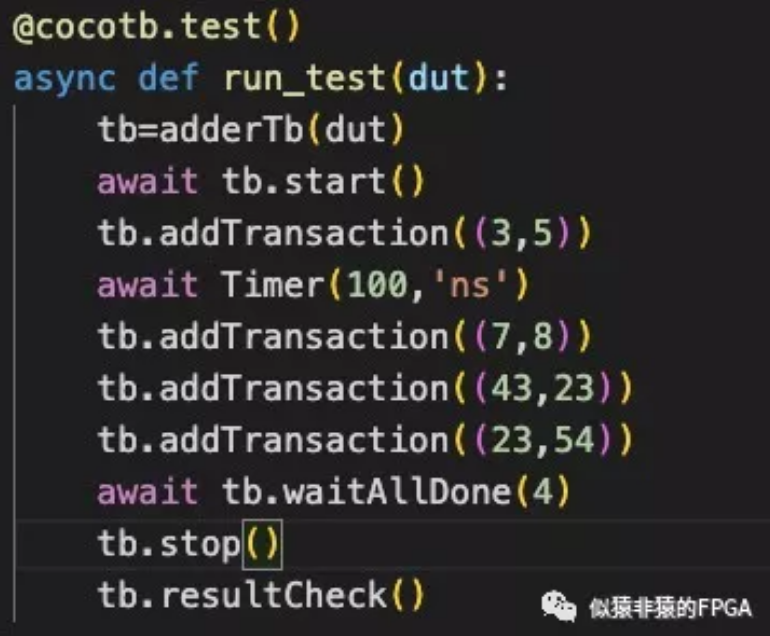 @cocotb.test()
async def run_test(dut):
    tb=adderTb(dut)
    await tb.start()
    tb.addTransaction((3,5))
    await Timer(100,'ns')
    tb.addTransaction((7,8))
    tb.addTransaction((43,23))
    tb.addTransaction((23,54))
    await tb.waitAllDone(4)
    tb.stop()
    tb.resultCheck()
似猿非猿的FPGA